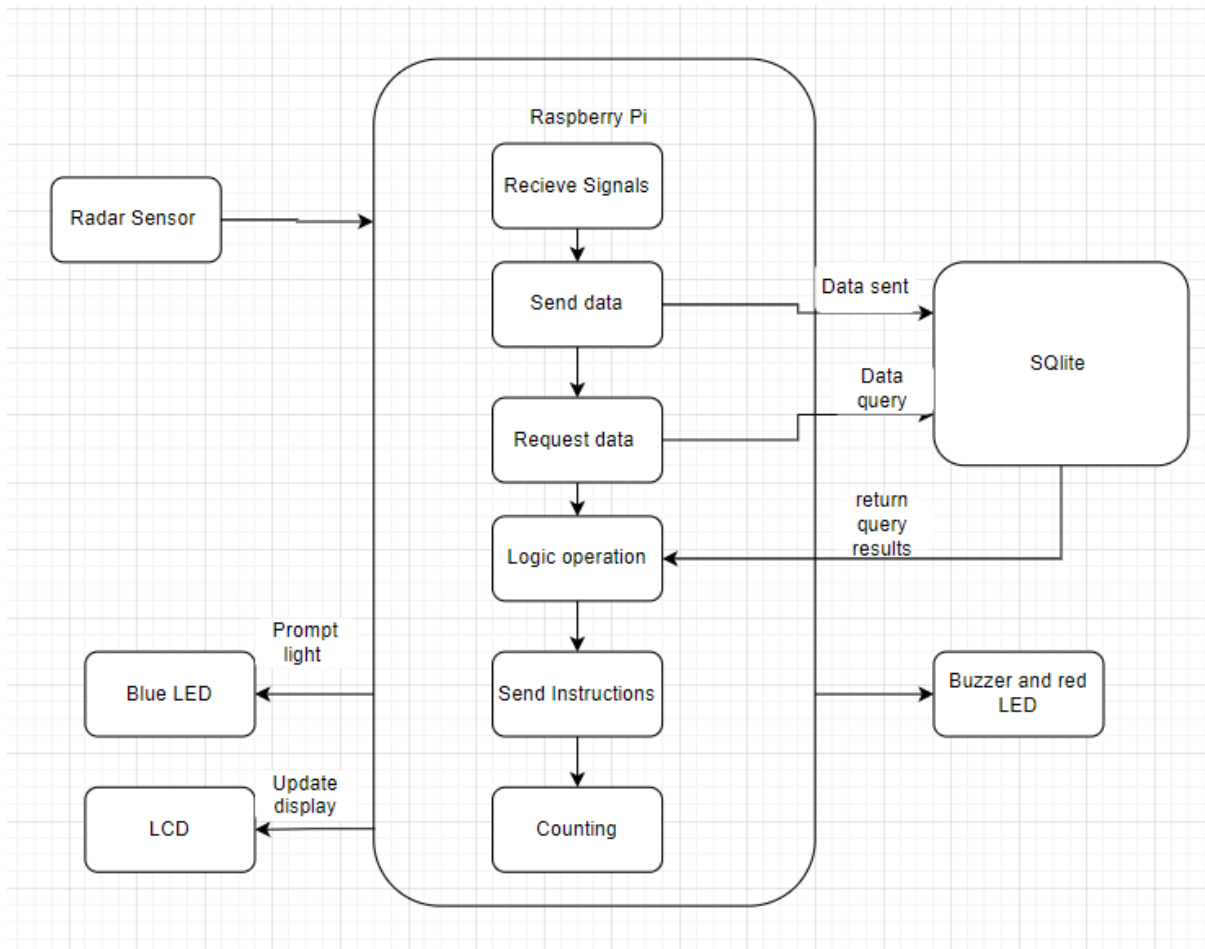 Raspberry Pi
Recieve Signals
Radar Sensor
Send data
Data sent
SQlite
Data
query
Request data
return
query
results
Logic operation
Prompt
light
Blue LED
Send Instructions
Buzzer and red
LED
Update
display
LCD
Counting